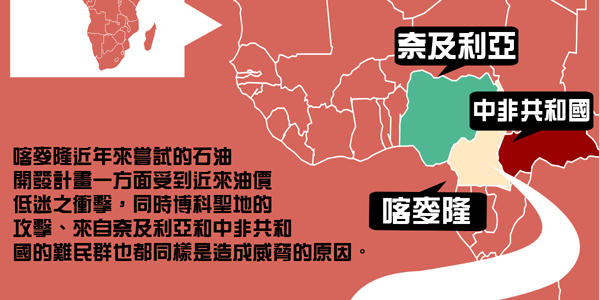 奈及利亞
中非共和國
喀麥隆
喀麥隆近年來嘗試的石油
開發計畫一方面受到近來油價
低迷之衝擊，同時博科聖地的
攻擊、來自奈及利亞和中非共和
國的難民群也都同樣是造成威脅的原因。